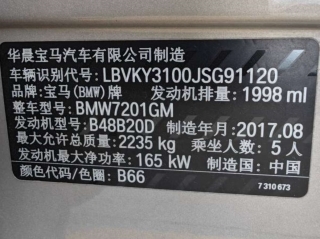 华晨宝马汽车有限公司制造
车辆识别代号: LBVKY3100JSG91120
品牌: 宝马(BMW)牌 发动机排量: 1998 ml
整车型号: BMW7201GM
发动机型号: B48B20D 制造年月: 2017.08
最大允许总质量: 2235 kg 乘坐人数: 5 人
发动机最大净功率: 165 kW 制造国: 中国
颜色代码/色圈: B66
7 310 673